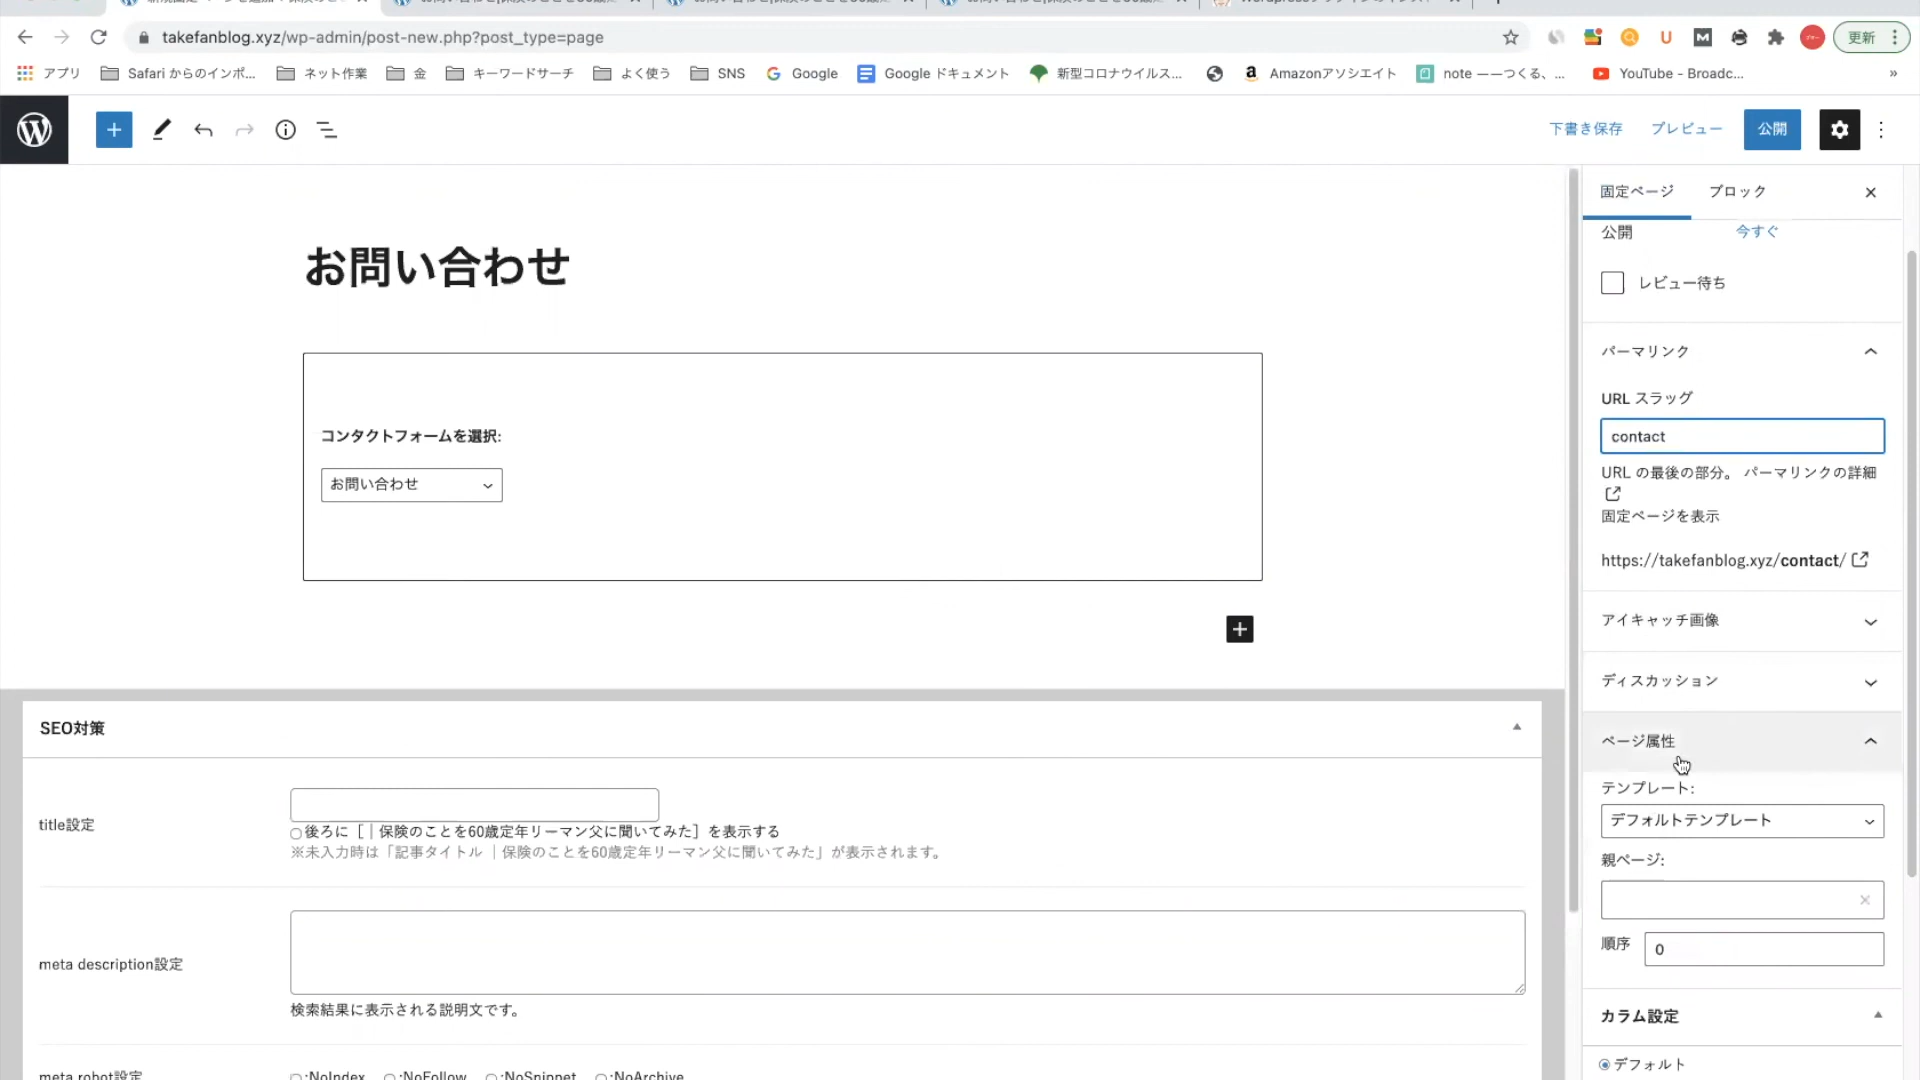 takefanblog.xyz/wp-admin/post-new.php?post_type=page
更新
アプリ
Safari からのインポ...
ネット作業
金
キーワードサーチ
よく使う
SNS
Google
Google ドキュメント
新型コロナウイルス...
Amazonアソシエイト
note ——つくる、...
YouTube - Broadc...
»
下書き保存
プレビュー
公開
固定ページ
ブロック
公開
今すぐ
レビュー待ち
お問い合わせ
コンタクトフォームを選択:
お問い合わせ
パーマリンク
URL スラッグ
contact
URL の最後の部分。 パーマリンクの詳細
固定ページを表示
https://takefanblog.xyz/contact/
アイキャッチ画像
ディスカッション
ページ属性
テンプレート:
デフォルトテンプレート
親ページ:
順序
0
カラム設定
デフォルト
SEO対策
title設定
後ろに［｜保険のことを60歳定年リーマン父に聞いてみた］を表示する
※未入力時は「記事タイトル ｜保険のことを60歳定年リーマン父に聞いてみた」が表示されます。
meta description設定
検索結果に表示される説明文です。
meta robot設定
:NoIndex
:NoFollow
:NoSnippet
:NoArchive